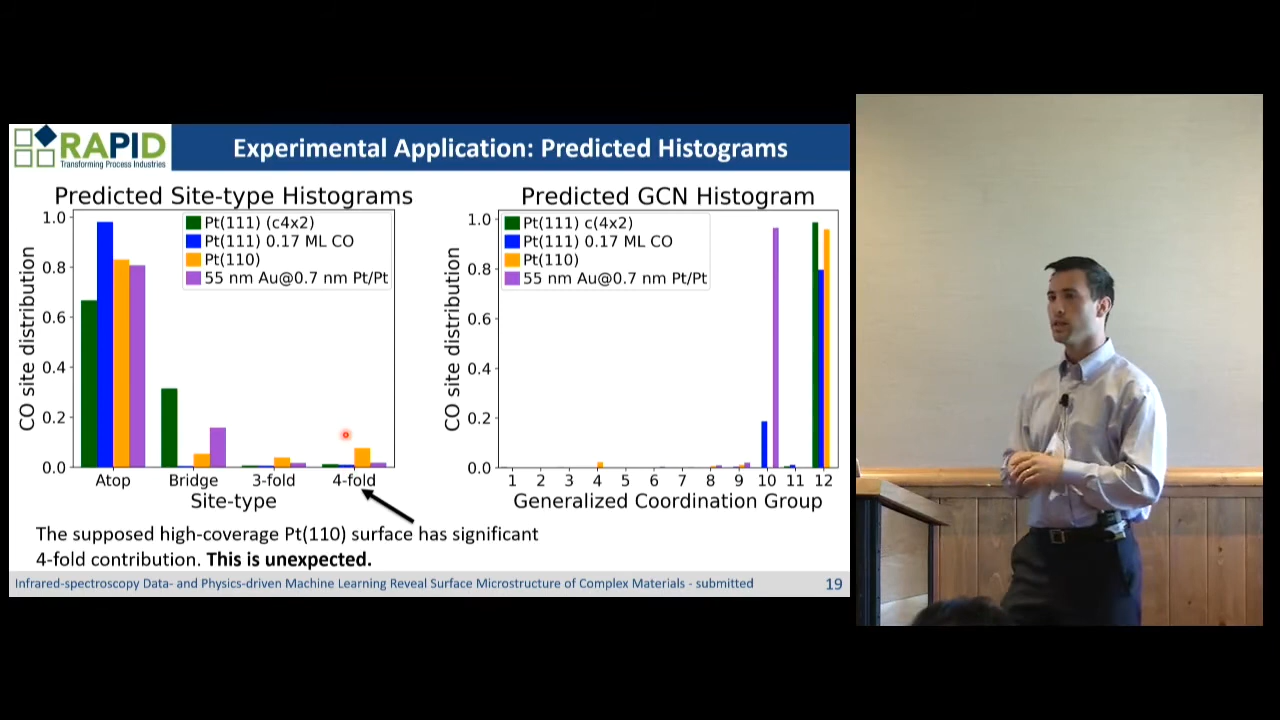 RAPID
Transforming Process Industries
Experimental Application: Predicted Histograms
Predicted Site-type Histograms
CO site distribution
1.0
0.8
0.6
0.4
0.2
0.0
Pt(111) (c4x2)
Pt(111) 0.17 ML CO
Pt(110)
55 nm Au@0.7 nm Pt/Pt
Atop Bridge 3-fold 4-fold
Site-type
Predicted GCN Histogram
CO site distribution
1.0
0.8
0.6
0.4
0.2
0.0
Pt(111) c(4x2)
Pt(111) 0.17 ML CO
Pt(110)
55 nm Au@0.7 nm Pt/Pt
1 2 3 4 5 6 7 8 9 10 11 12
Generalized Coordination Group
The supposed high-coverage Pt(110) surface has significant
4-fold contribution. This is unexpected.
Infrared-spectroscopy Data- and Physics-driven Machine Learning Reveal Surface Microstructure of Complex Materials - submitted 19